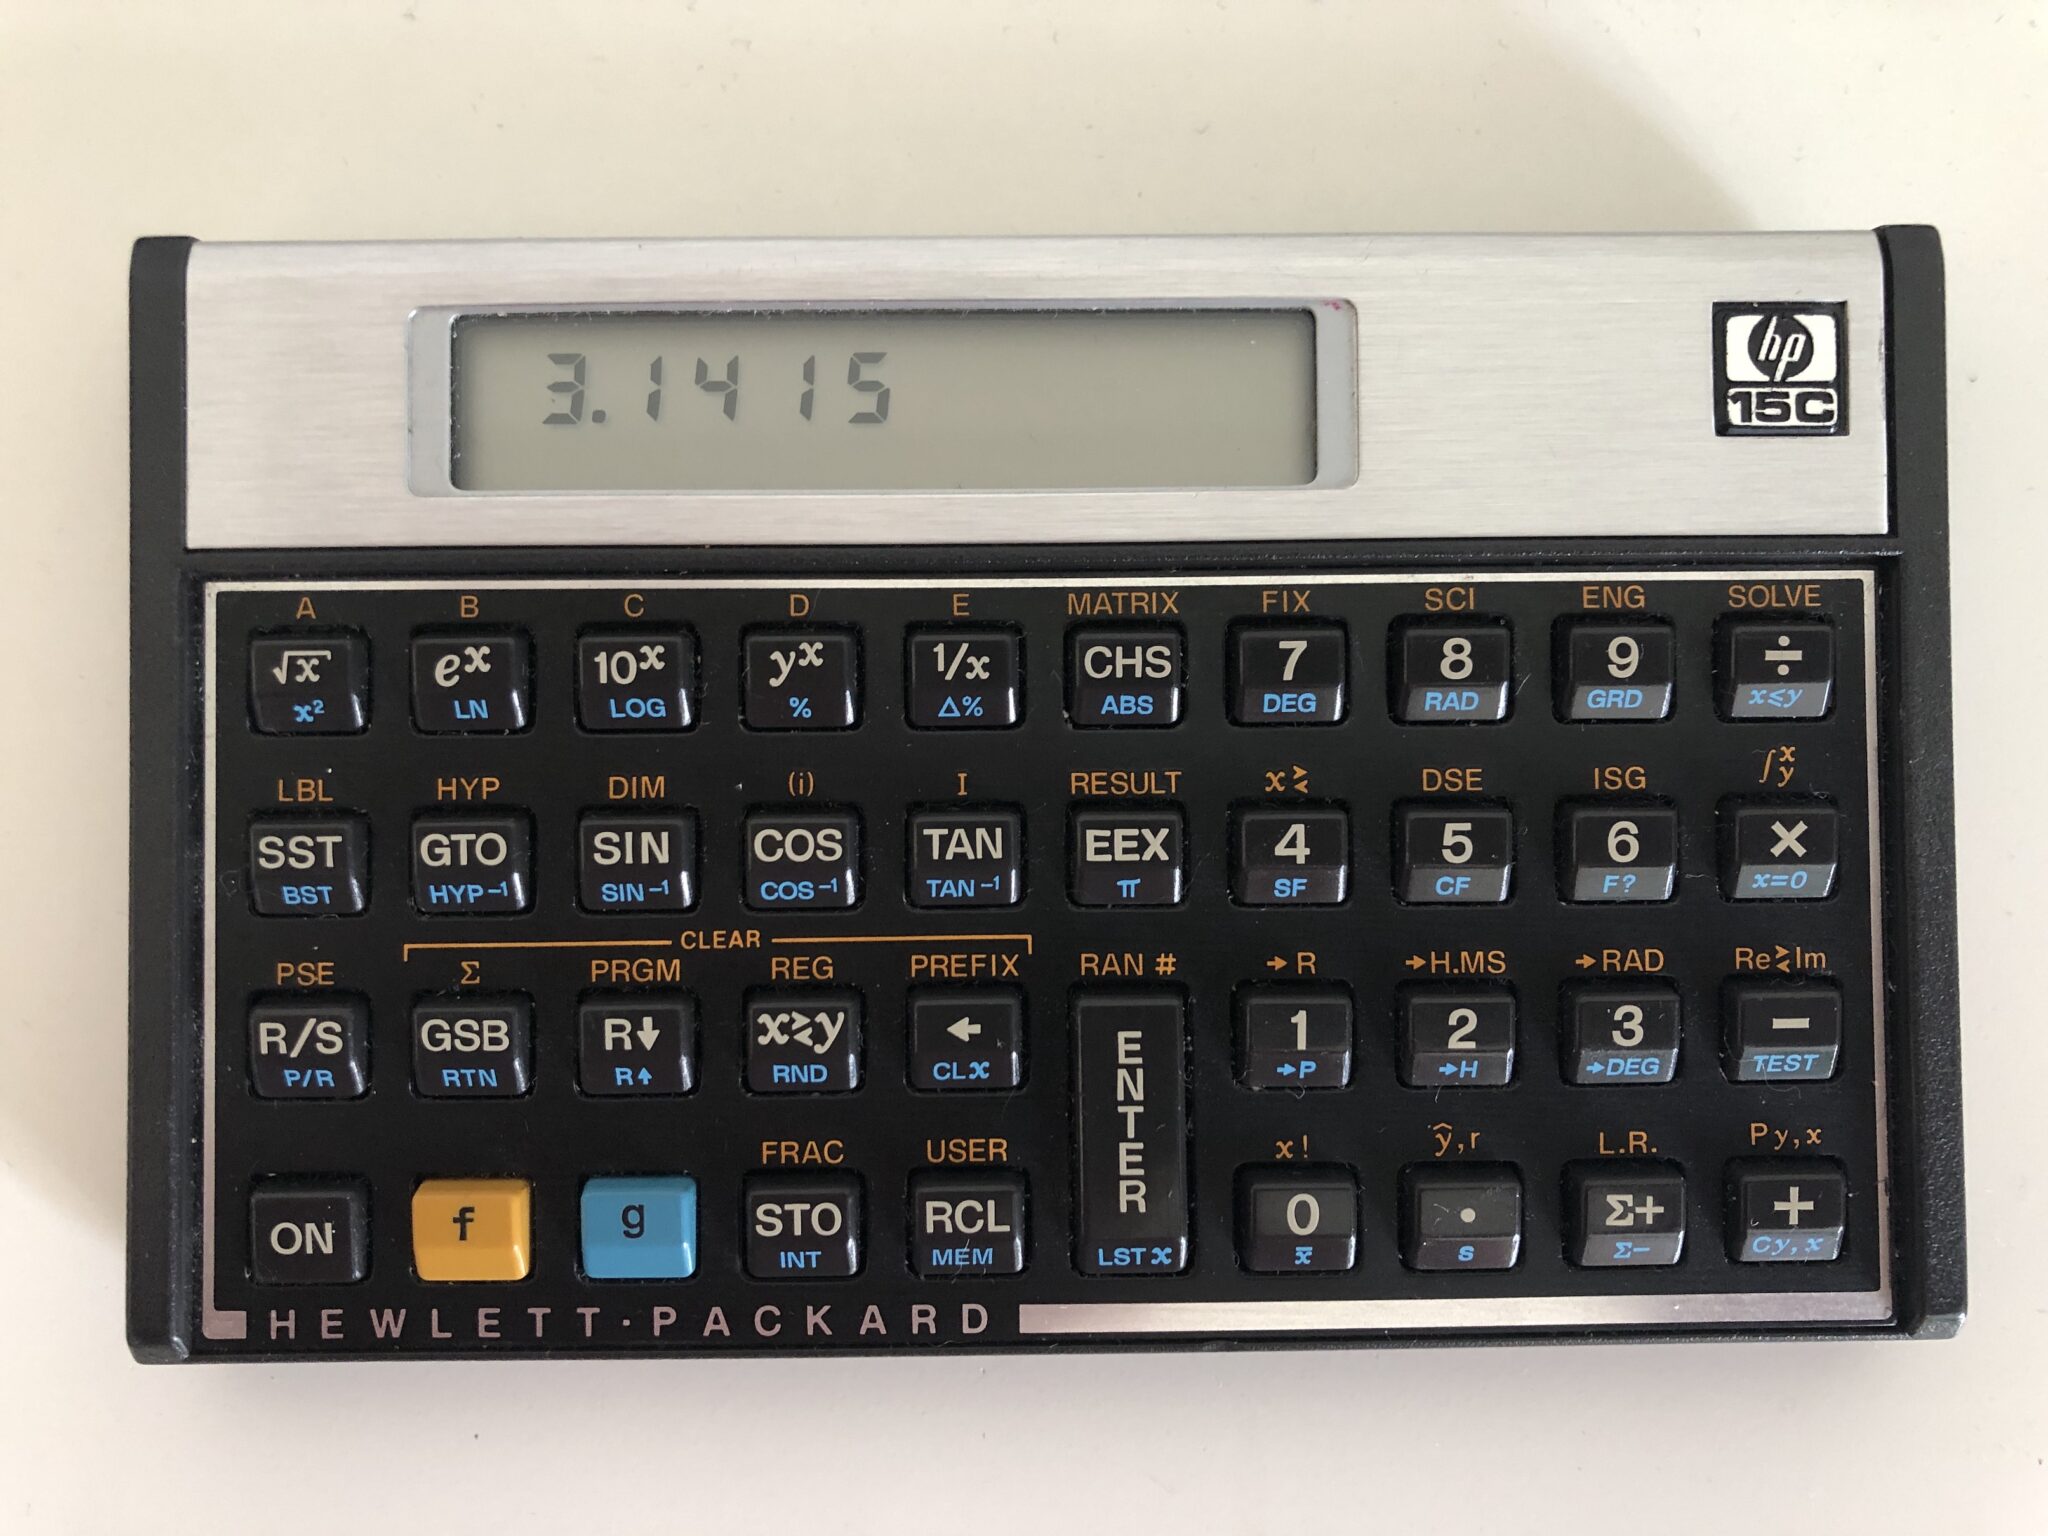 3.1415
hp
15C
A B C D E MATRIX FIX SCI ENG SOLVE
√x eˣ 10ˣ yˣ 1/x CHS 7 8 9 ÷
x² LN LOG % Δ% ABS DEG RAD GRD x≤y
LBL HYP DIM (i) I RESULT x≷ DSE ISG ∫xy
SST GTO SIN COS TAN EEX 4 5 6 ×
BST HYP⁻¹ SIN⁻¹ COS⁻¹ TAN⁻¹ π SF CF F? x=0
CLEAR
PSE Σ PRGM REG PREFIX RAN # →R →H.MS →RAD Re≷Im
R/S GSB R↓ x≷y ← ENTER 1 2 3 −
P/R RTN R↑ RND CLx →P →H →DEG TEST
FRAC USER x! ŷ,r L.R. Py,x
ON f g STO RCL 0 . Σ+ +
INT MEM LST x x̄ s Σ− Cy,x
HEWLETT·PACKARD